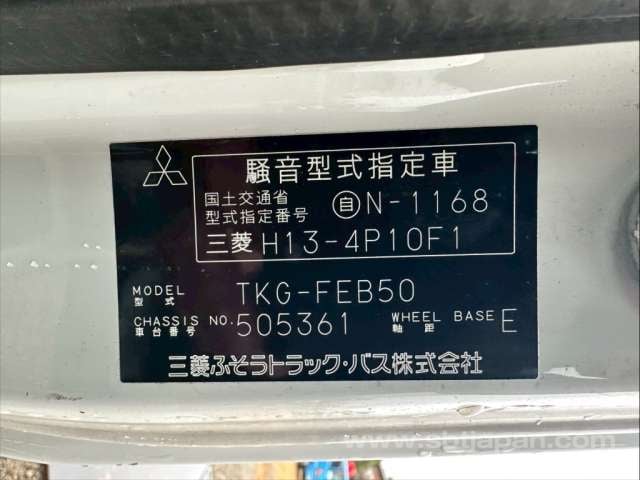 騒音型式指定車
国土交通省
型式指定番号 自 N-1168
三菱 H13-4P10F1
MODEL
型式 TKG-FEB50
CHASSIS NO. 505361 WHEEL BASE E
車台番号 軸距
三菱ふそうトラック・バス株式会社
www.sbtjapan.com